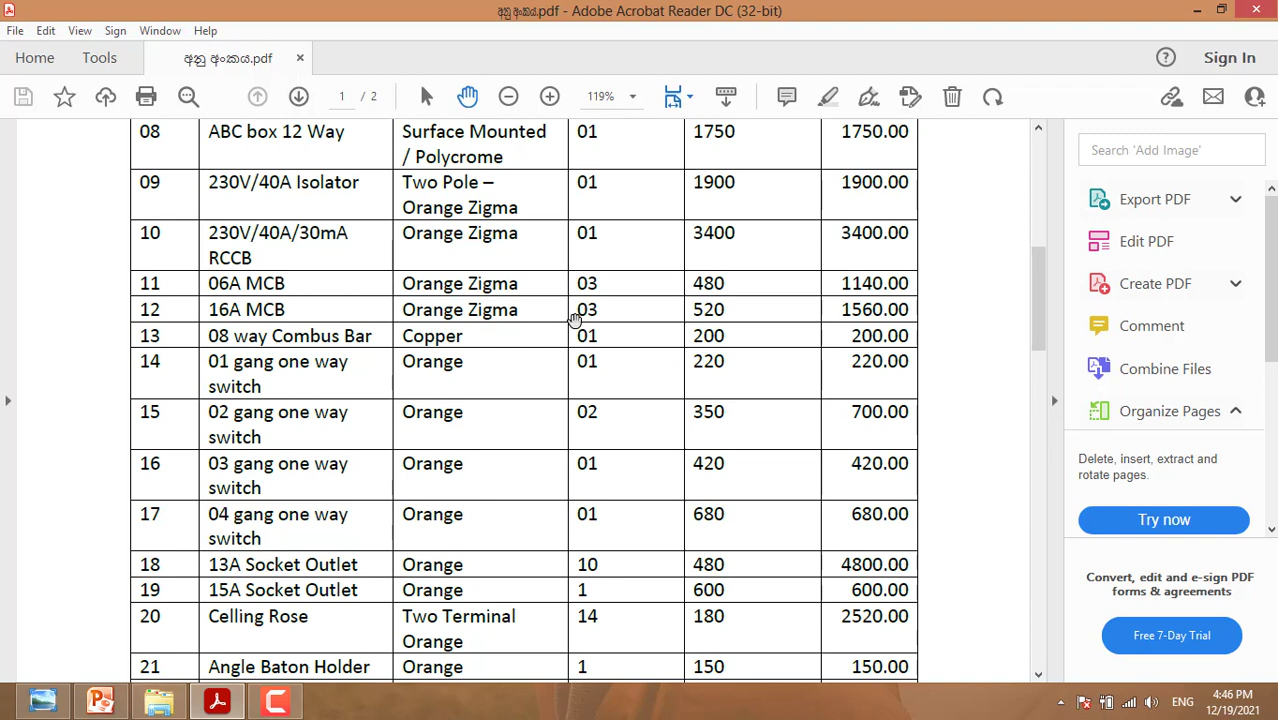 අනු අංකය.pdf - Adobe Acrobat Reader DC (32-bit)
File Edit View Sign Window Help
Home Tools අනු අංකය.pdf × Sign In
1 / 2 119%
08 ABC box 12 Way Surface Mounted 01 1750 1750.00
/ Polycrome
09 230V/40A Isolator Two Pole – 01 1900 1900.00
Orange Zigma
10 230V/40A/30mA Orange Zigma 01 3400 3400.00
RCCB
11 06A MCB Orange Zigma 03 480 1140.00
12 16A MCB Orange Zigma 03 520 1560.00
13 08 way Combus Bar Copper 01 200 200.00
14 01 gang one way Orange 01 220 220.00
switch
15 02 gang one way Orange 02 350 700.00
switch
16 03 gang one way Orange 01 420 420.00
switch
17 04 gang one way Orange 01 680 680.00
switch
18 13A Socket Outlet Orange 10 480 4800.00
19 15A Socket Outlet Orange 1 600 600.00
20 Celling Rose Two Terminal 14 180 2520.00
Orange
21 Angle Baton Holder Orange 1 150 150.00
Search 'Add Image'
Export PDF
Edit PDF
Create PDF
Comment
Combine Files
Organize Pages
Delete, insert, extract and
rotate pages.
Try now
Convert, edit and e-sign PDF
forms & agreements
Free 7-Day Trial
ENG 4:46 PM
12/19/2021